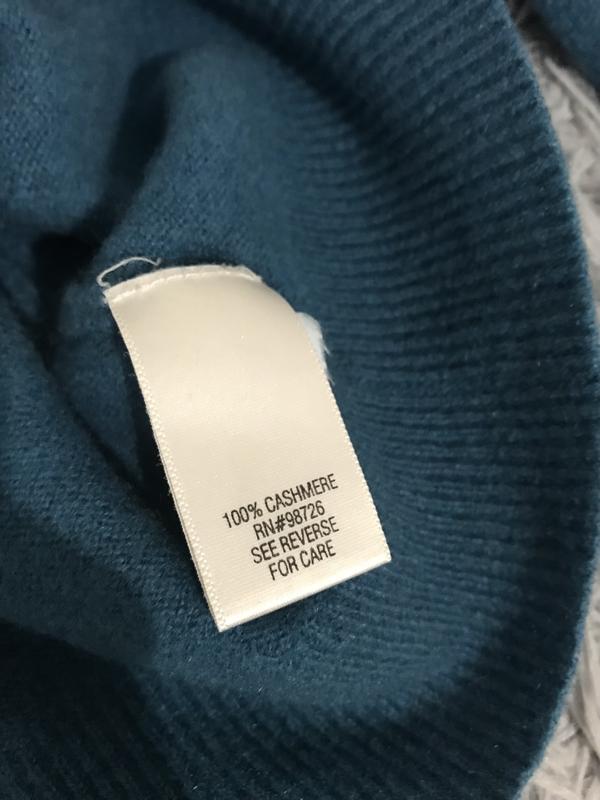 100% CASHMERE
RN#98726
SEE REVERSE
FOR CARE